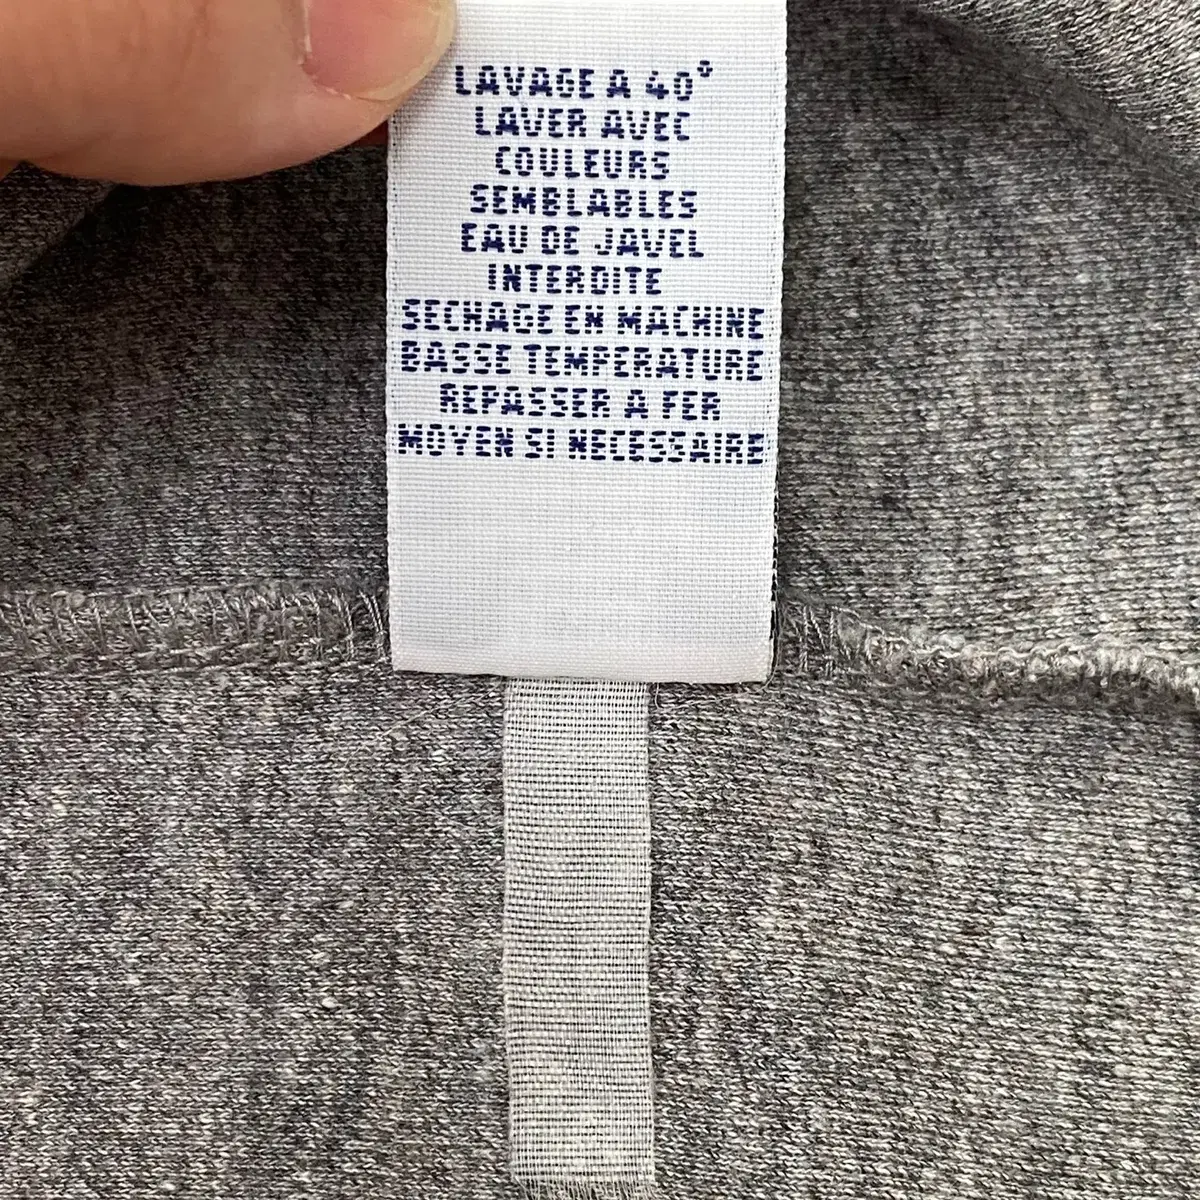 LAVAGE A 40°
LAVER AVEC
COULEURS
SEMBLABLES
EAU DE JAVEL
INTERDITE
SECHAGE EN MACHINE
BASSE TEMPERATURE
REPASSER A FER
MOYEN SI NECESSAIRE